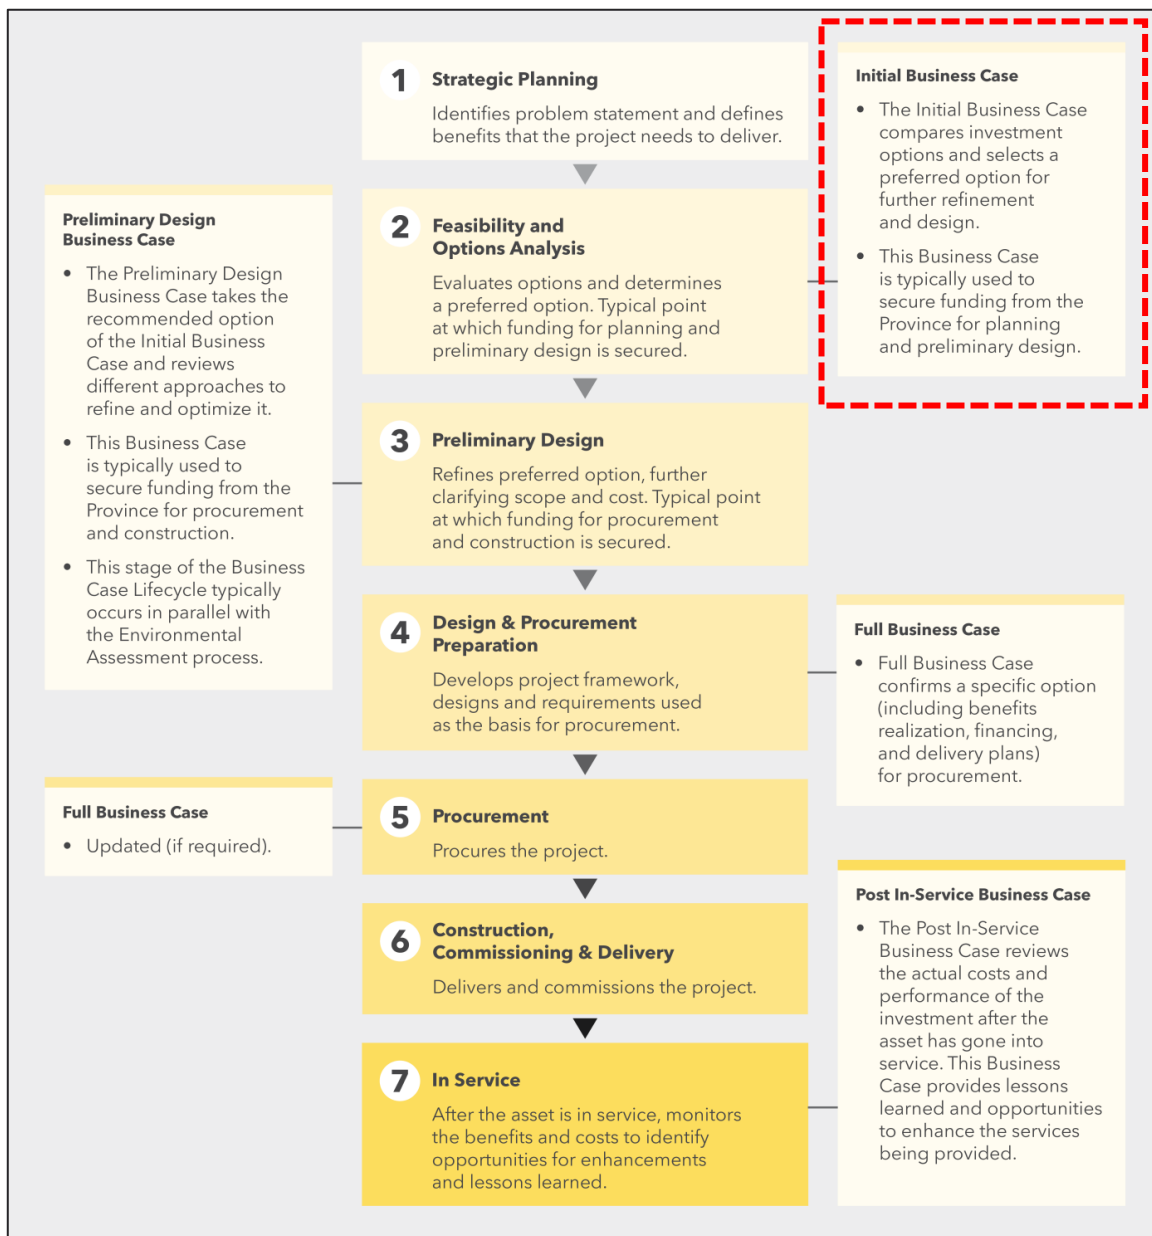 1
Strategic Planning
Identifies problem statement and defines
benefits that the project needs to deliver.
Initial Business Case
• The Initial Business Case
compares investment
options and selects a
preferred option for
further refinement
and design.
• This Business Case
is typically used to
secure funding from the
Province for planning
and preliminary design.
2
Feasibility and
Options Analysis
Evaluates options and determines
a preferred option. Typical point
at which funding for planning and
preliminary design is secured.
Preliminary Design
Business Case
• The Preliminary Design
Business Case takes the
recommended option
of the Initial Business
Case and reviews
different approaches to
refine and optimize it.
• This Business Case
is typically used to
secure funding from the
Province for procurement
and construction.
• This stage of the Business
Case Lifecycle typically
occurs in parallel with
the Environmental
Assessment process.
3
Preliminary Design
Refines preferred option, further
clarifying scope and cost. Typical point
at which funding for procurement
and construction is secured.
4
Design & Procurement
Preparation
Develops project framework,
designs and requirements used
as the basis for procurement.
Full Business Case
• Full Business Case
confirms a specific option
(including benefits
realization, financing,
and delivery plans)
for procurement.
Full Business Case
• Updated (if required).
5
Procurement
Procures the project.
6
Construction,
Commissioning & Delivery
Delivers and commissions the project.
7
In Service
After the asset is in service, monitors
the benefits and costs to identify
opportunities for enhancements
and lessons learned.
Post In-Service Business Case
• The Post In-Service
Business Case reviews
the actual costs and
performance of the
investment after the
asset has gone into
service. This Business
Case provides lessons
learned and opportunities
to enhance the services
being provided.